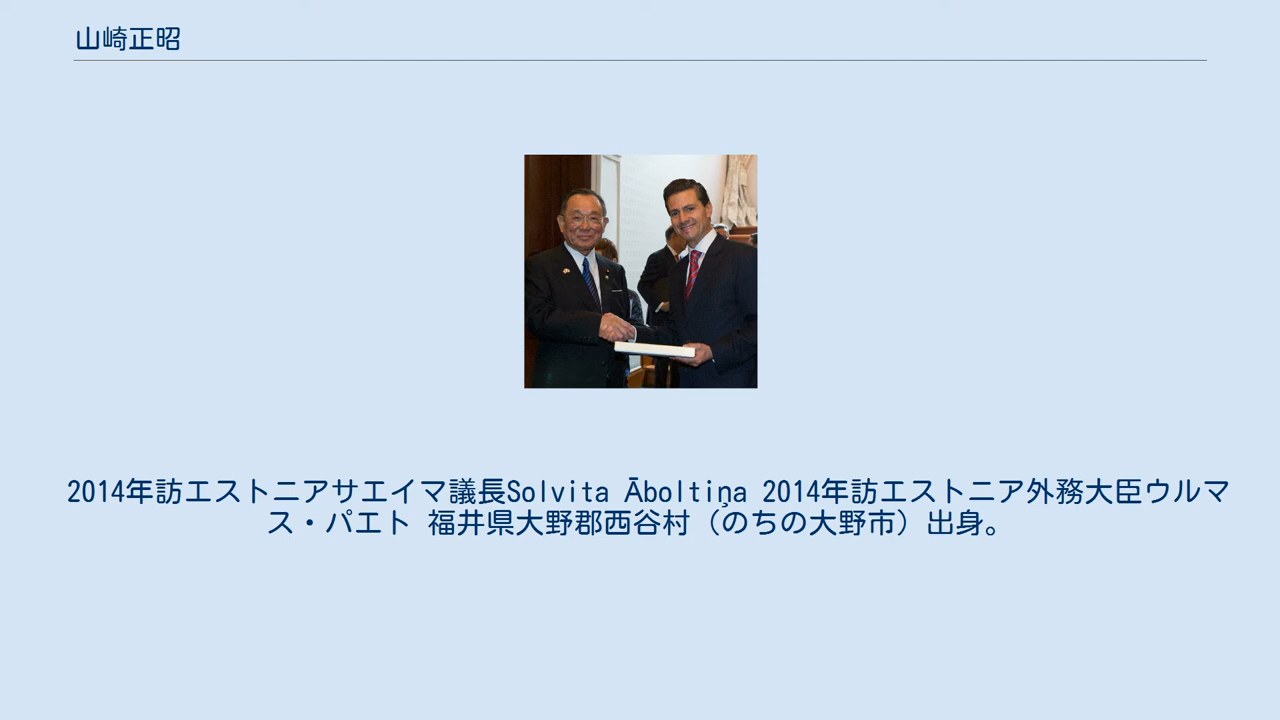 山崎正昭
2014年訪エストニアサエイマ議長Solvita Āboltiņa 2014年訪エストニア外務大臣ウルマ
ス・パエト 福井県大野郡西谷村（のちの大野市）出身。